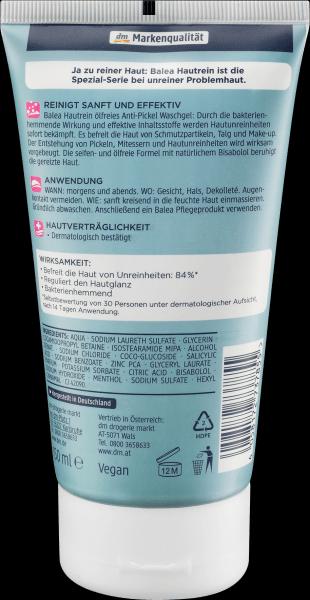 dm Markenqualität
Ja zu reiner Haut: Balea Hautrein ist die
Spezial-Serie bei unreiner Problemhaut.
REINIGT SANFT UND EFFEKTIV
Balea Hautrein ölfreies Anti-Pickel Waschgel: Durch die bakterien-
hemmende Wirkung und effektive Inhaltsstoffe werden Hautunreinheiten
sofort bekämpft. Es befreit die Haut von Schmutzpartikeln, Talg und Make-up.
Der Entstehung von Pickeln, Mitessern und Hautunreinheiten wird wirksam
vorgebeugt. Die seifen- und ölfreie Formel mit natürlichem Bisabolol beruhigt
die gereizte Haut.
ANWENDUNG
WANN: morgens und abends. WO: Gesicht, Hals, Dekolleté. Augen-
kontakt vermeiden. WIE: sanft kreisend in die feuchte Haut einmassieren.
Gründlich abwaschen. Anschließend ein Balea Pflegeprodukt verwenden.
HAUTVERTRÄGLICHKEIT
• Dermatologisch bestätigt
WIRKSAMKEIT:
• Befreit die Haut von Unreinheiten: 84%*
• Reguliert den Hautglanz
• Bakterienhemmend
*Selbstbewertung von 30 Personen unter dermatologischer Aufsicht,
nach 14 Tagen Anwendung.
INGREDIENTS: AQUA · SODIUM LAURETH SULFATE · GLYCERIN ·
COCAMIDOPROPYL BETAINE · ISOSTEARAMIDE MIPA · ALCOHOL
· SODIUM CHLORIDE · COCO-GLUCOSIDE · SALICYLIC
· SODIUM BENZOATE · ZINC PCA · GLYCERYL LAURATE ·
· POTASSIUM SORBATE · CITRIC ACID · BISABOLOL ·
HYDROXIDE · MENTHOL · SODIUM SULFATE · HEXYL
CI 42090
Hergestellt in Deutschland
drogerie markt
Karlsruhe
3658633
Vertrieb in Österreich:
dm drogerie markt
AT-5071 Wals
Tel. 0800 3658633
www.dm.at
50 ml e
Vegan
12 M
2
HDPE